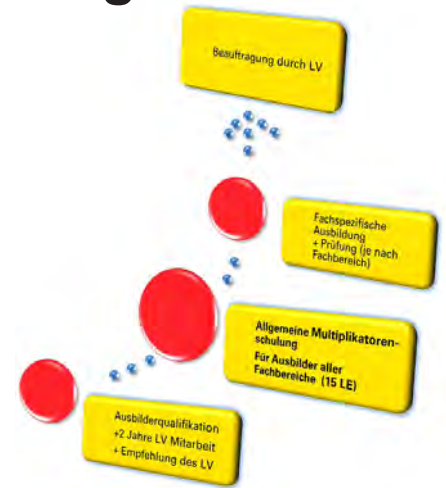 Beauftragung durch LV
Fachspezifische
Ausbildung
+ Prüfung (je nach
Fachbereich)
Allgemeine Multiplikatoren-
schulung
Für Ausbilder aller
Fachbereiche (15 LE)
Ausbilderqualifikation
+2 Jahre LV Mitarbeit
+ Empfehlung des LV